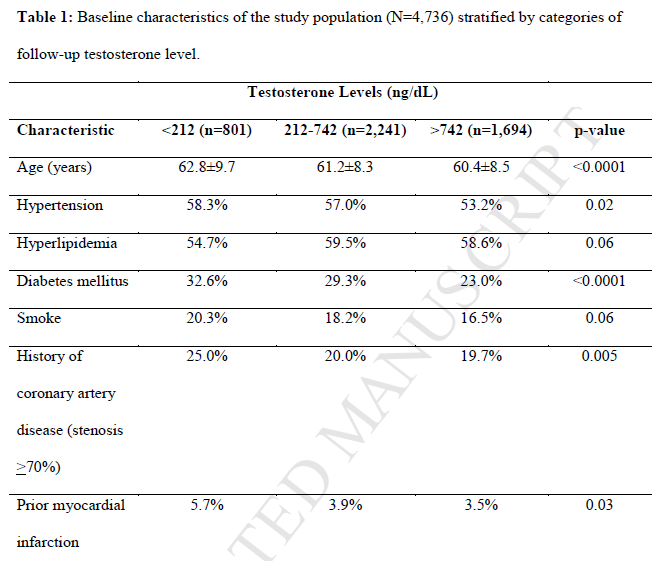 Table 1: Baseline characteristics of the study population (N=4,736) stratified by categories of
follow-up testosterone level.
Testosterone Levels (ng/dL)
Characteristic <212 (n=801) 212-742 (n=2,241) >742 (n=1,694) p-value
Age (years) 62.8±9.7 61.2±8.3 60.4±8.5 <0.0001
Hypertension 58.3% 57.0% 53.2% 0.02
Hyperlipidemia 54.7% 59.5% 58.6% 0.06
Diabetes mellitus 32.6% 29.3% 23.0% <0.0001
Smoke 20.3% 18.2% 16.5% 0.06
History of 25.0% 20.0% 19.7% 0.005
coronary artery
disease (stenosis
≥70%)
Prior myocardial 5.7% 3.9% 3.5% 0.03
infarction
TED MANUSCRIPT